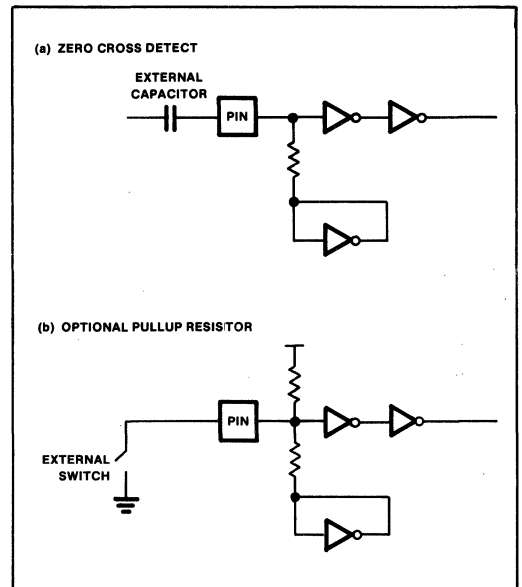 (a) ZERO CROSS DETECT
EXTERNAL
CAPACITOR
PIN
(b) OPTIONAL PULLUP RESISTOR
PIN
EXTERNAL
SWITCH